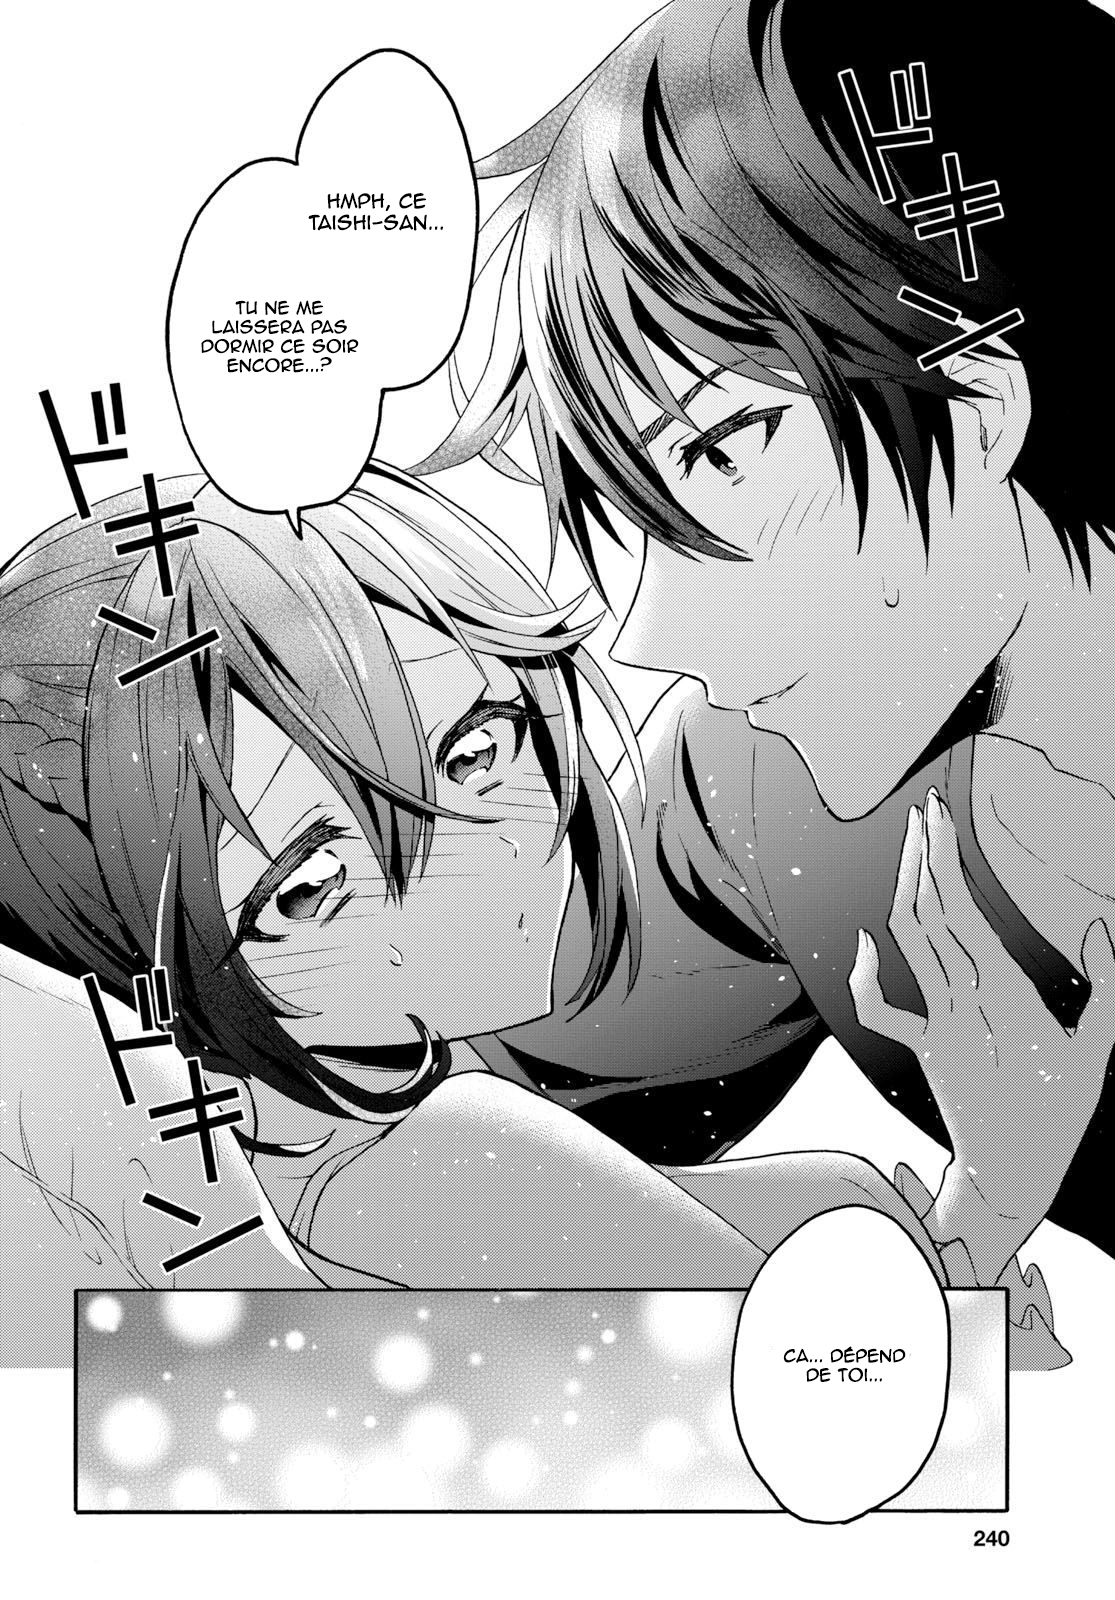 HMPH, CE
TAISHI-SAN...
TU NE ME
LAISSERA PAS
DORMIR CE SOIR
ENCORE...?
ドキン
ドキン
ドキン
CA... DÉPEND
DE TOI...
240